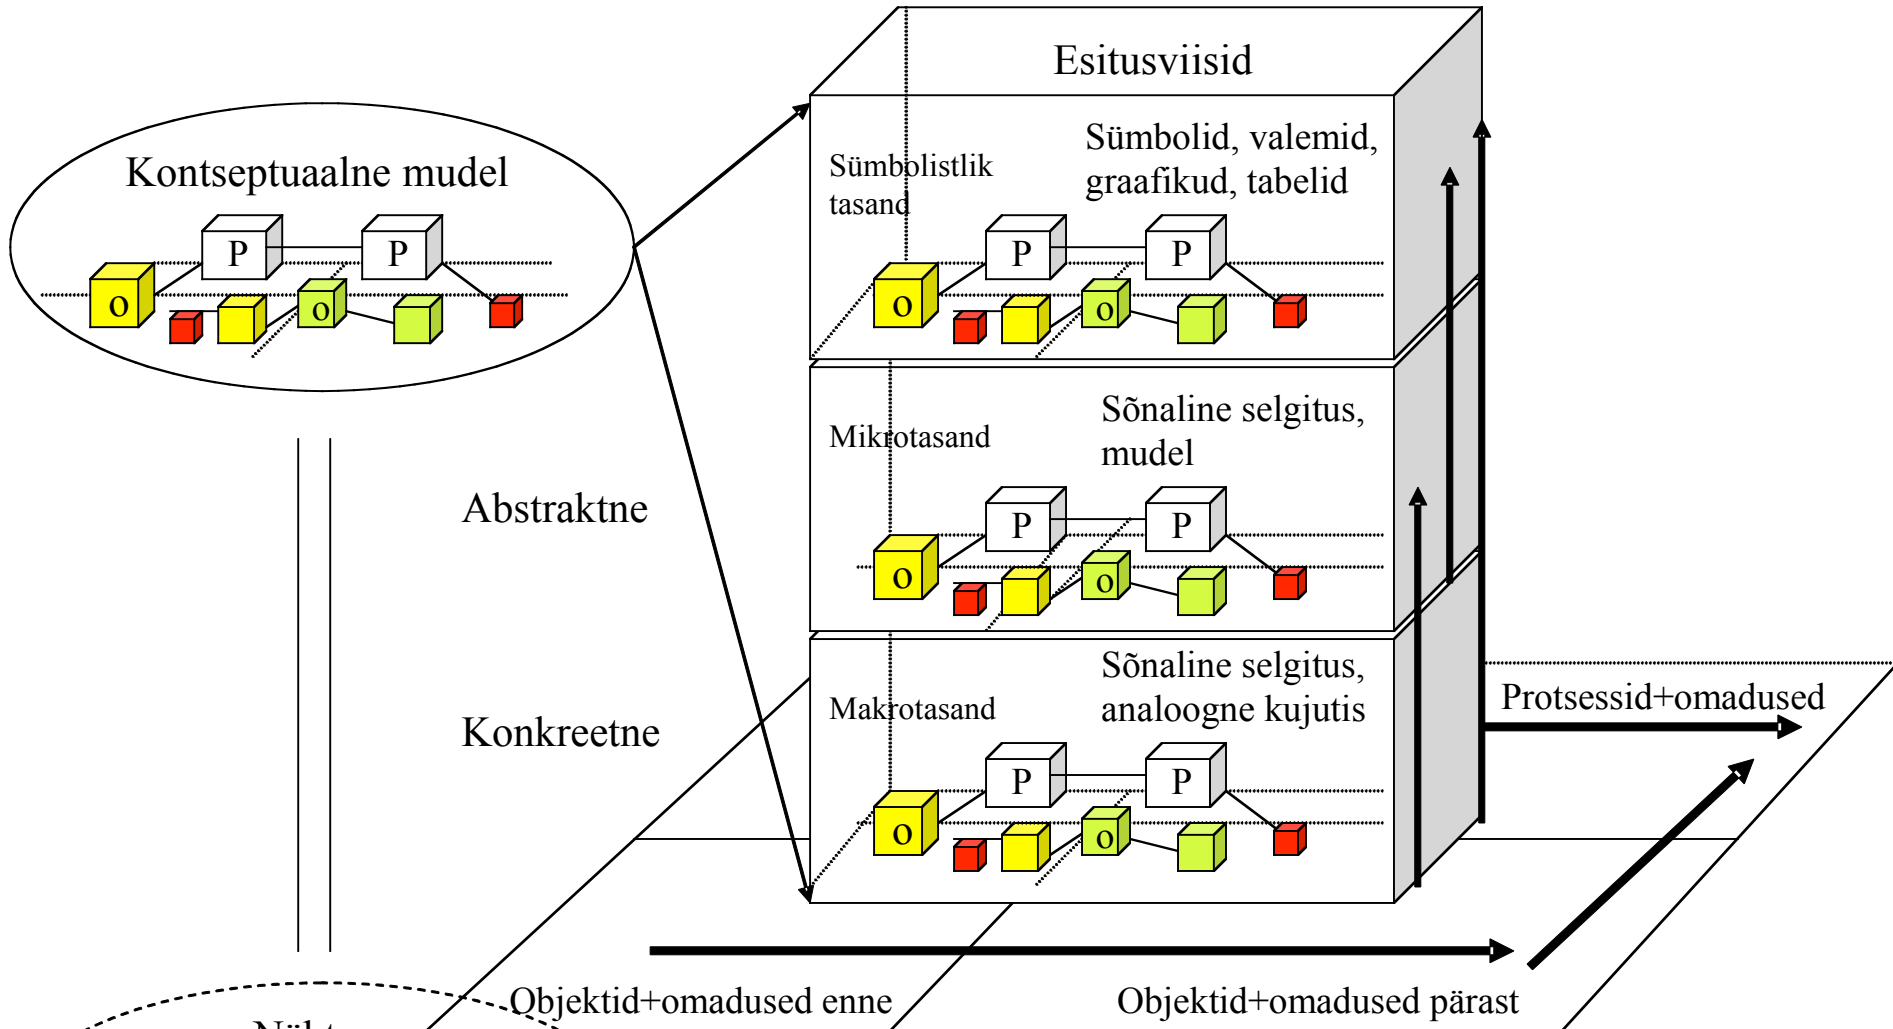 Esitusviisid
Kontseptuaalne mudel
P
P
o
o
Sümbolistlik
tasand
Sümbolid, valemid,
graafikud, tabelid
P
P
o
o
Mikrotasand
Sõnaline selgitus,
mudel
P
P
o
o
Abstraktne
Makrotasand
Sõnaline selgitus,
analoogne kujutis
P
P
o
o
Konkreetne
Protsessid+omadused
Objektid+omadused enne
Objektid+omadused pärast